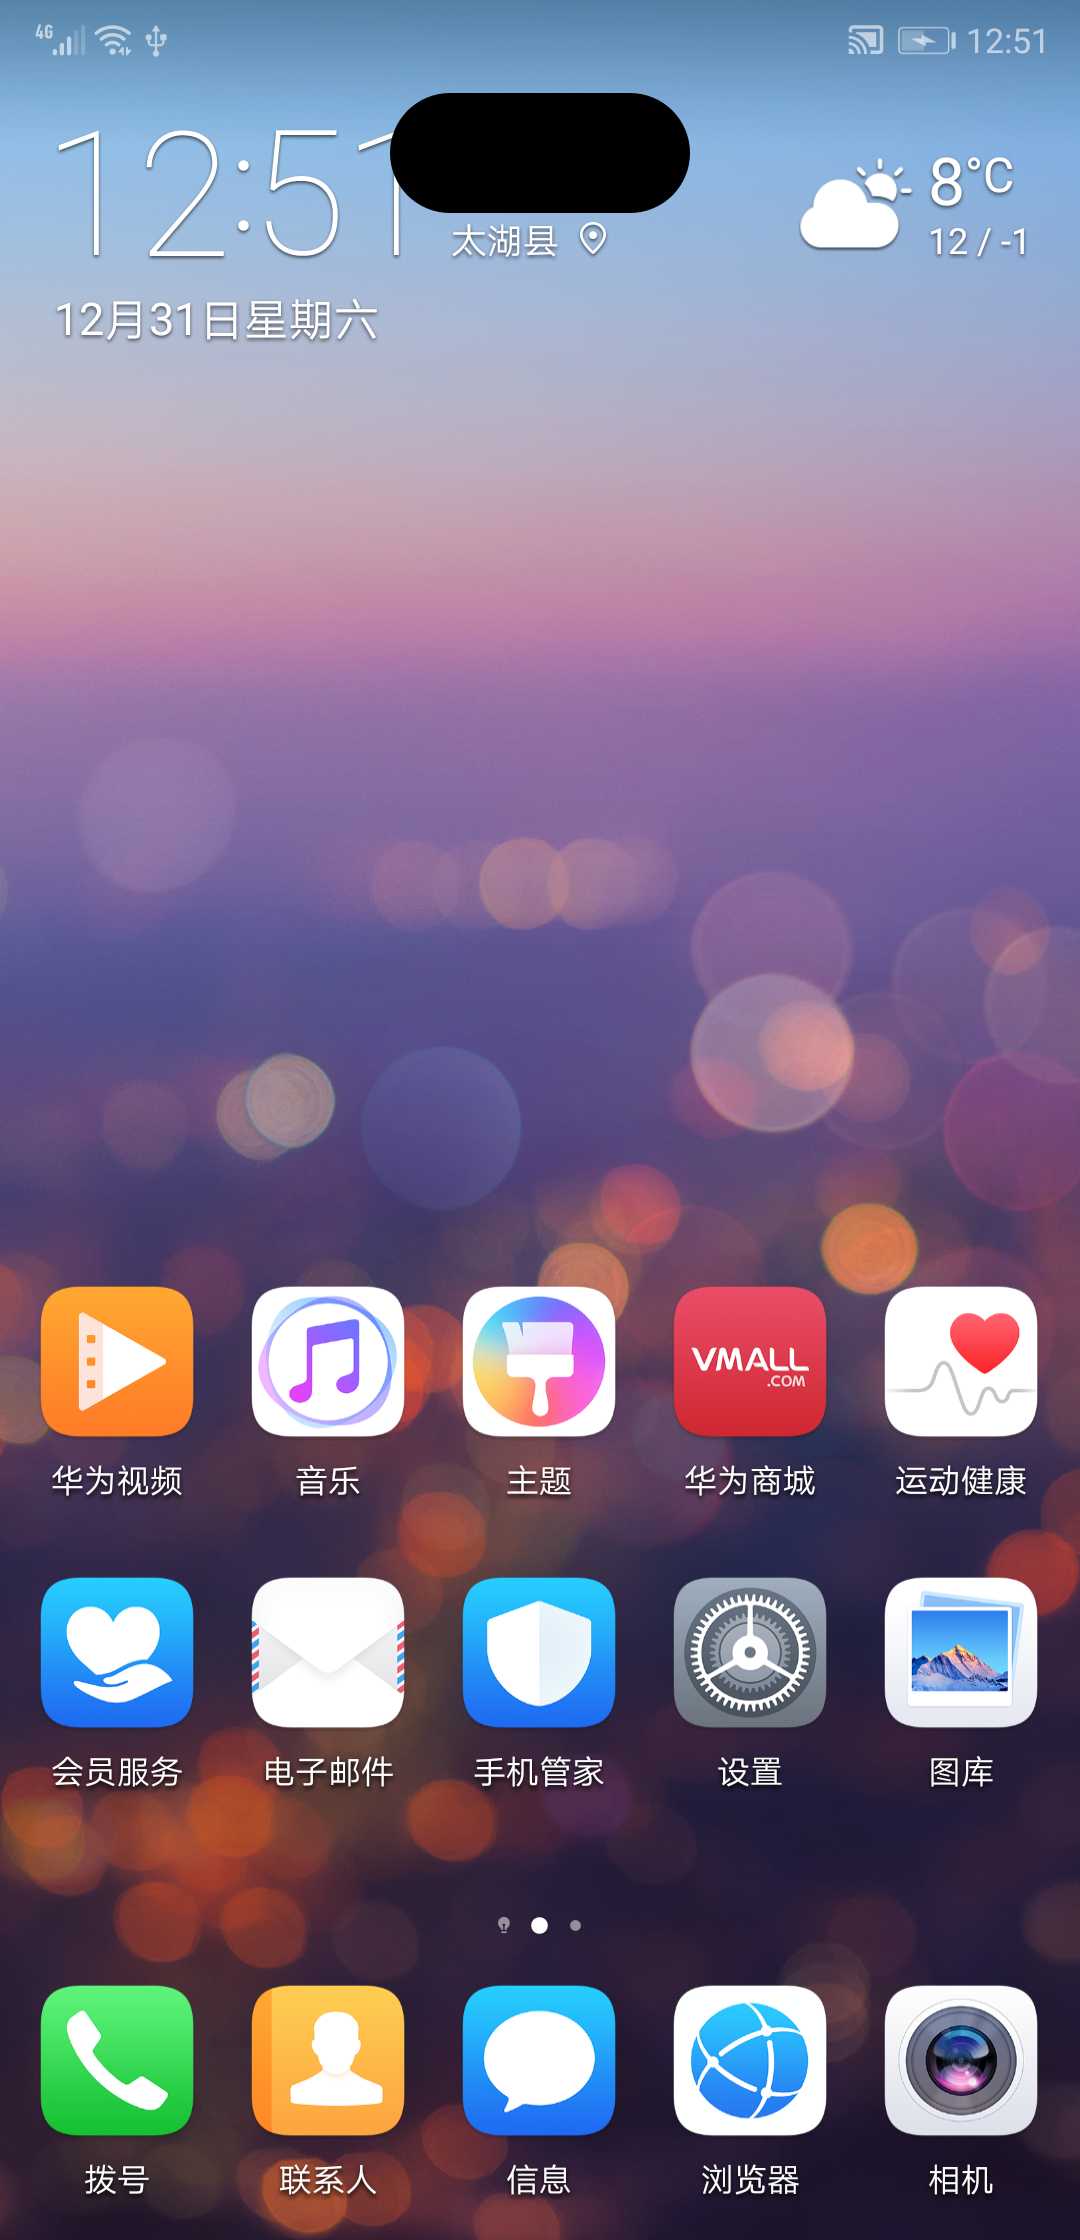 4G 12:51
12:51
太湖县
8°C
12 / -1
12月31日星期六
VMALL
.COM
华为视频 音乐 主题 华为商城 运动健康
会员服务 电子邮件 手机管家 设置 图库
拨号 联系人 信息 浏览器 相机